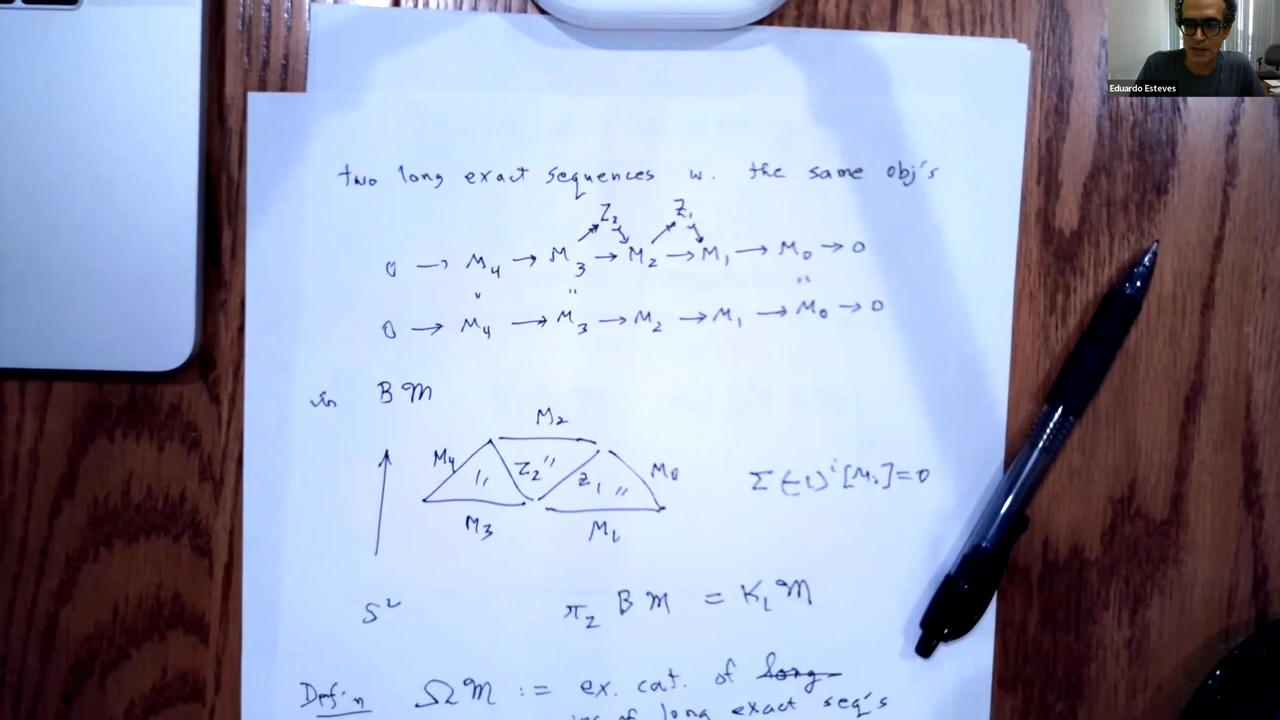 Eduardo Esteves
two long exact sequences w. the same obj's
Z₂ Z₁
0 → M₄ → M₃ → M₂ → M₁ → M₀ → 0
" " "
0 → M₄ → M₃ → M₂ → M₁ → M₀ → 0
in B𝔐
M₂
M₄ '' Z₂ '' Z₁ '' M₀
Σ(-1)ⁱ[Mᵢ]=0
M₃ M₁
S² π₂ B𝔐 = K₁𝔐
Def'n Ω𝔐 := ex. cat. of long
of long exact seq's